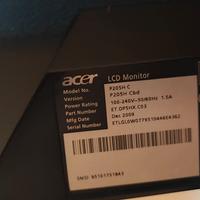 acer LCD Monitor
Model No. P205H C
Version P205H Cbd
Power Rating 100-240V~50/60Hz 1.5A
Part Number ET.DP5HX.C03
Mfg Date Dec 2009
Serial Number
SNID: